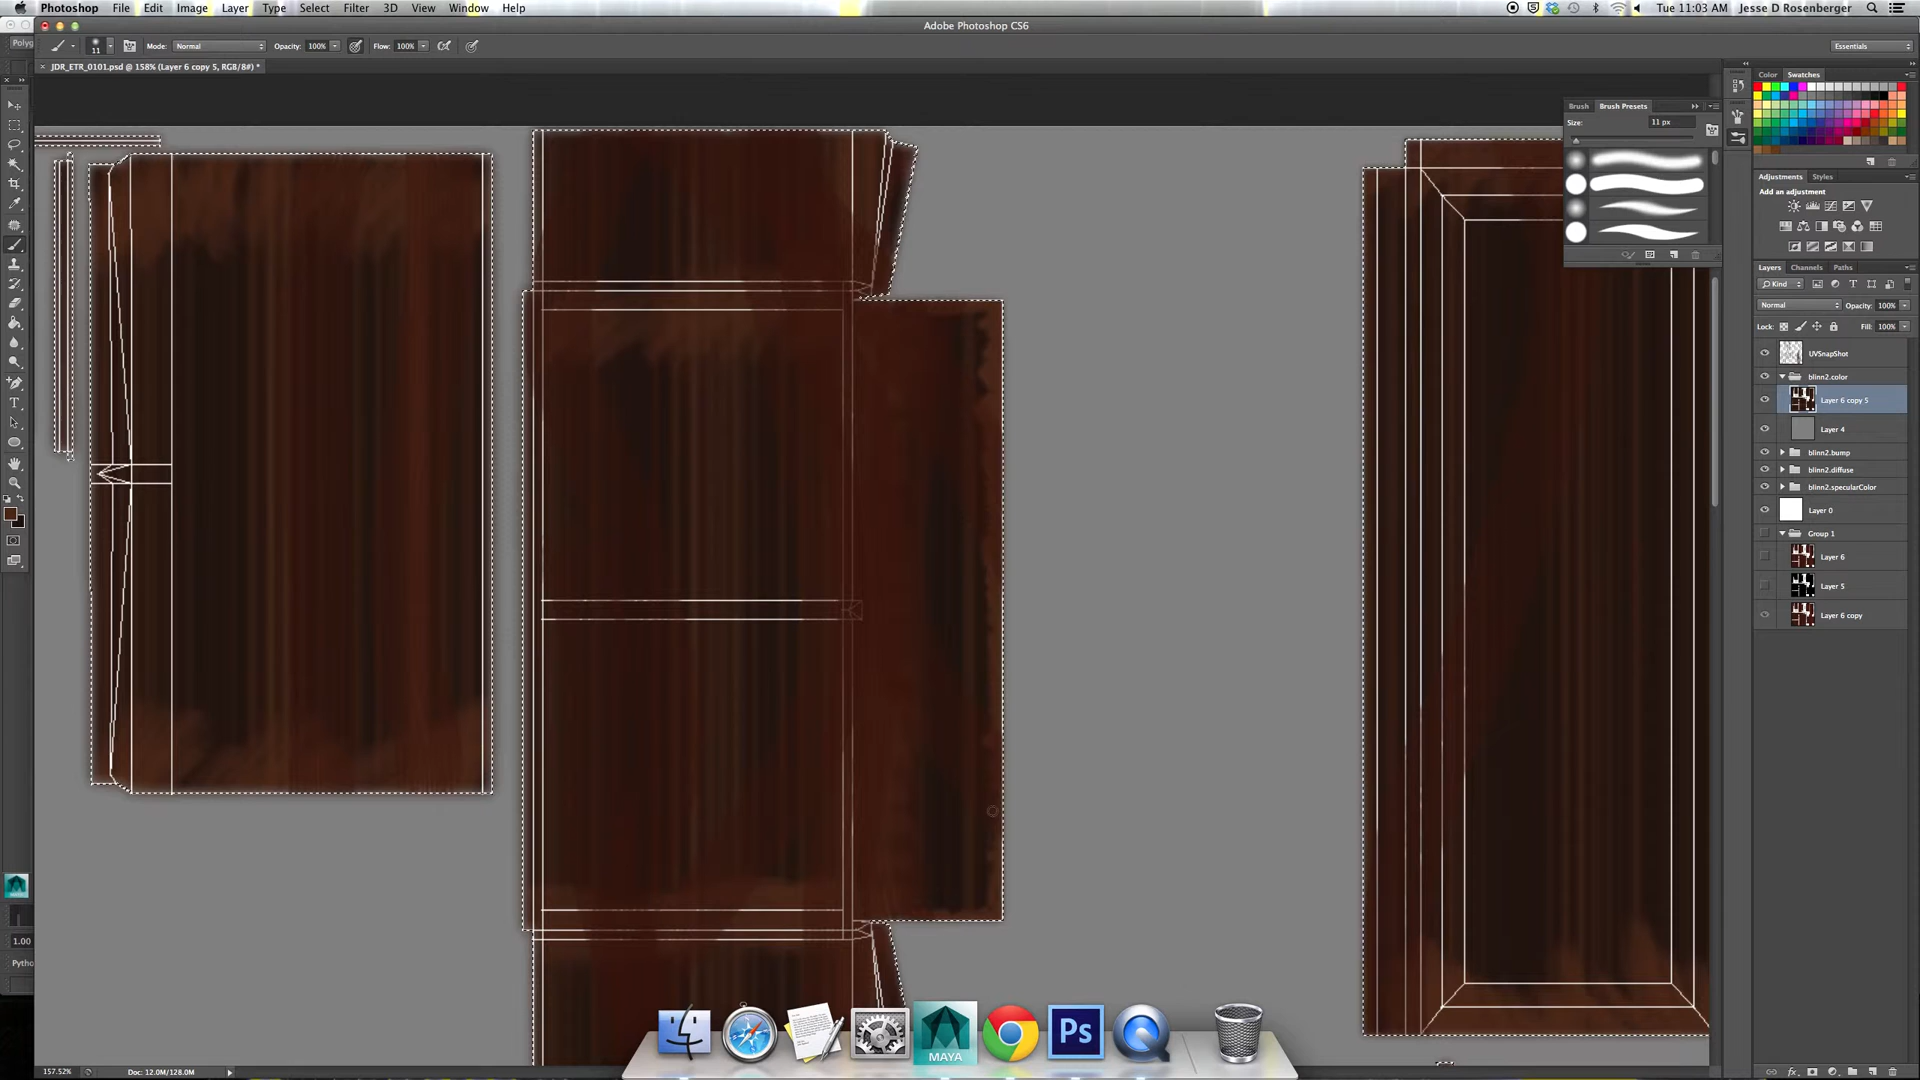 Photoshop File Edit Image Layer Type Select Filter 3D View Window Help
Tue 11:03 AM Jesse D Rosenberger
Adobe Photoshop CS6
11 Mode: Normal Opacity: 100% Flow: 100%
Essentials
JDR_ETR_0101.psd @ 158% (Layer 6 copy 5, RGB/8#) *
Color Swatches
Brush Brush Presets
Size: 11 px
Adjustments Styles
Add an adjustment
Layers Channels Paths
Kind
Normal Opacity: 100%
Lock: Fill: 100%
UVSnapShot
blinn2.color
Layer 6 copy 5
Layer 4
blinn2.bump
blinn2.diffuse
blinn2.specularColor
Layer 0
Group 1
Layer 6
Layer 5
Layer 6 copy
1.00
Pytho
MAYA
Ps
157.52% Doc: 12.0M/128.0M